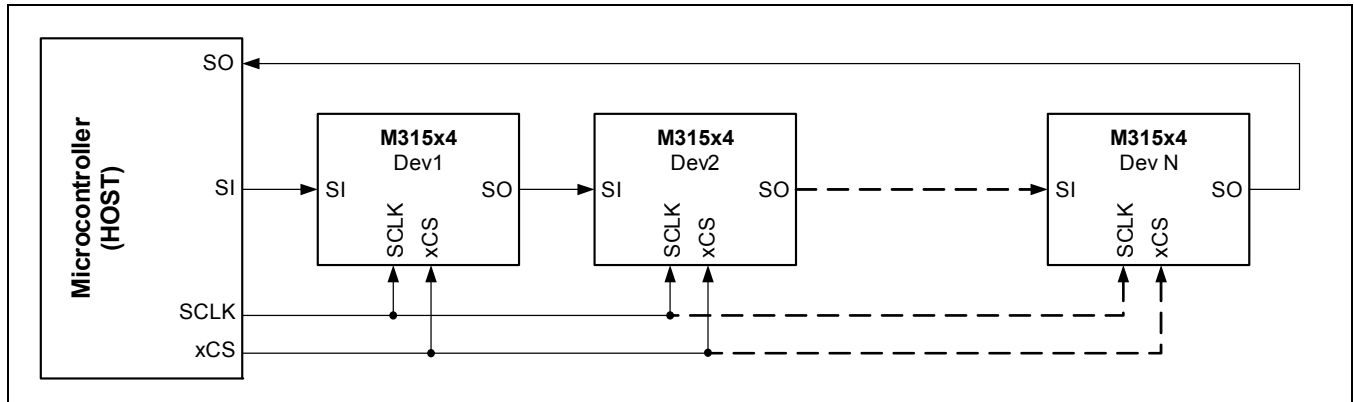 Microcontroller
(HOST)
SO
SI
SCLK
xCS
M315x4
Dev1
SI
SO
SCLK
xCS
M315x4
Dev2
SI
SO
SCLK
xCS
M315x4
Dev N
SI
SO
SCLK
xCS